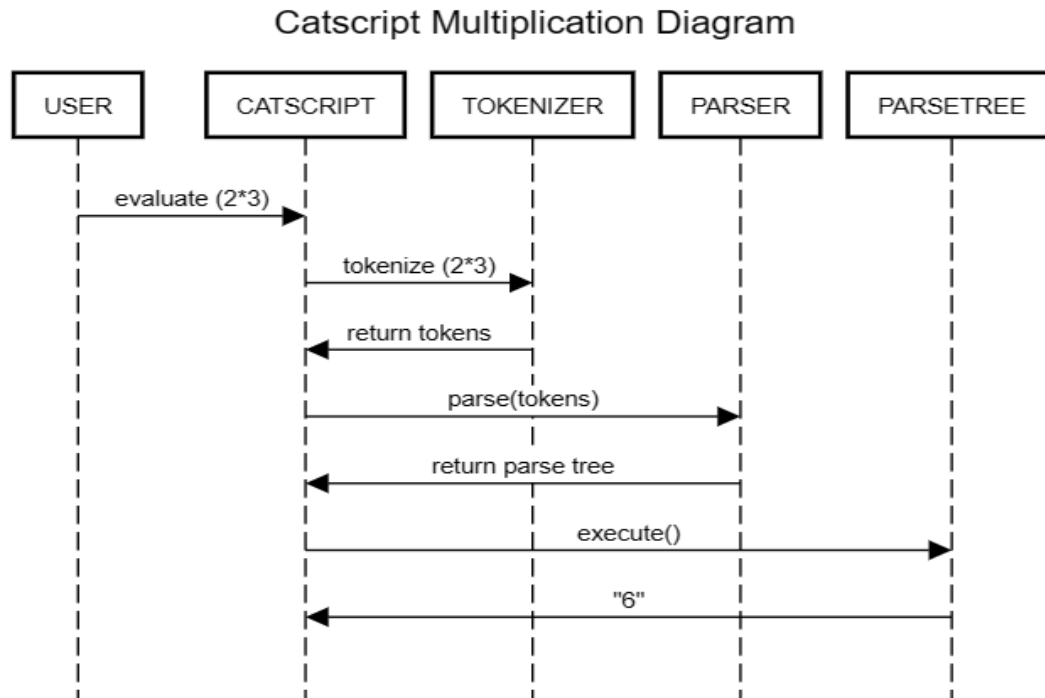 Catscript Multiplication Diagram
USER
CATSCRIPT
TOKENIZER
PARSER
PARSETREE
evaluate (2*3)
tokenize (2*3)
return tokens
parse(tokens)
return parse tree
execute()
"6"